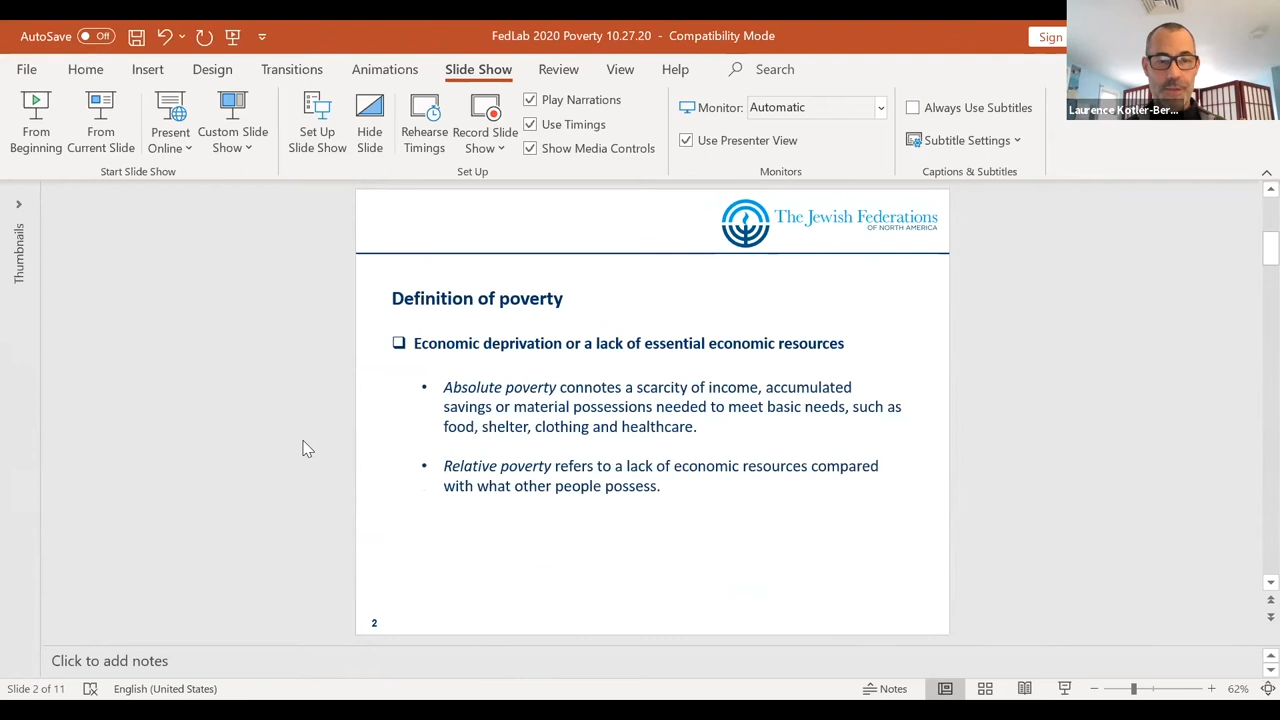 AutoSave Off
FedLab 2020 Poverty 10.27.20 - Compatibility Mode
Sign
File Home Insert Design Transitions Animations Slide Show Review View Help Search
From Beginning
From Current Slide
Present Online
Custom Slide Show
Start Slide Show
Set Up Slide Show
Hide Slide
Rehearse Timings
Record Slide Show
Play Narrations
Use Timings
Show Media Controls
Set Up
Monitor: Automatic
Use Presenter View
Monitors
Always Use Subtitles
Subtitle Settings
Captions & Subtitles
Laurence Kotler-Ber...
Thumbnails
The Jewish Federations
OF NORTH AMERICA
Definition of poverty
Economic deprivation or a lack of essential economic resources
• Absolute poverty connotes a scarcity of income, accumulated
savings or material possessions needed to meet basic needs, such as
food, shelter, clothing and healthcare.
• Relative poverty refers to a lack of economic resources compared
with what other people possess.
2
Click to add notes
Slide 2 of 11 English (United States) Notes 62%